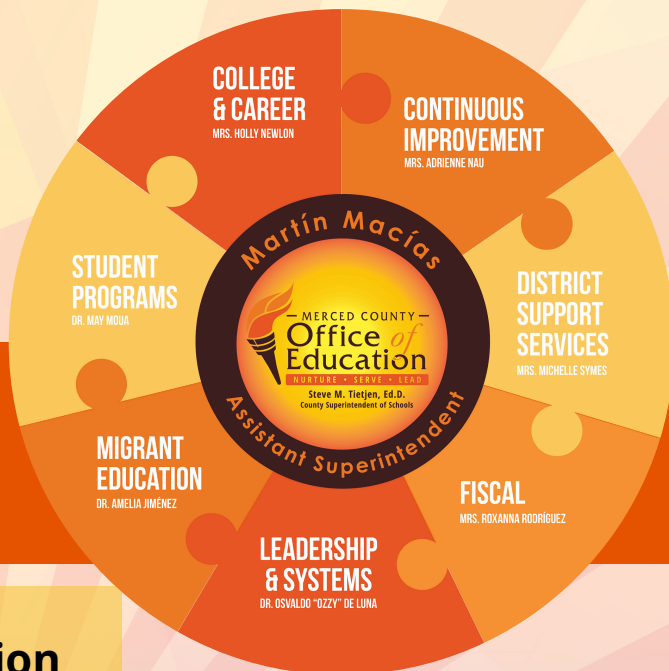 COLLEGE
& CAREER
MRS. HOLLY NEWLON
CONTINUOUS
IMPROVEMENT
MRS. ADRIENNE NAU
STUDENT
PROGRAMS
DR. MAY MOUA
Martín Macías
MERCED COUNTY
Office of
Education
NURTURE • SERVE • LEAD
Steve M. Tietjen, Ed.D.
County Superintendent of Schools
Assistant Superintendent
DISTRICT
SUPPORT
SERVICES
MRS. MICHELLE SYMES
MIGRANT
EDUCATION
DR. AMELIA JIMÉNEZ
FISCAL
MRS. ROXANNA RODRÍGUEZ
LEADERSHIP
& SYSTEMS
DR. OSVALDO "OZZY" DE LUNA
ion